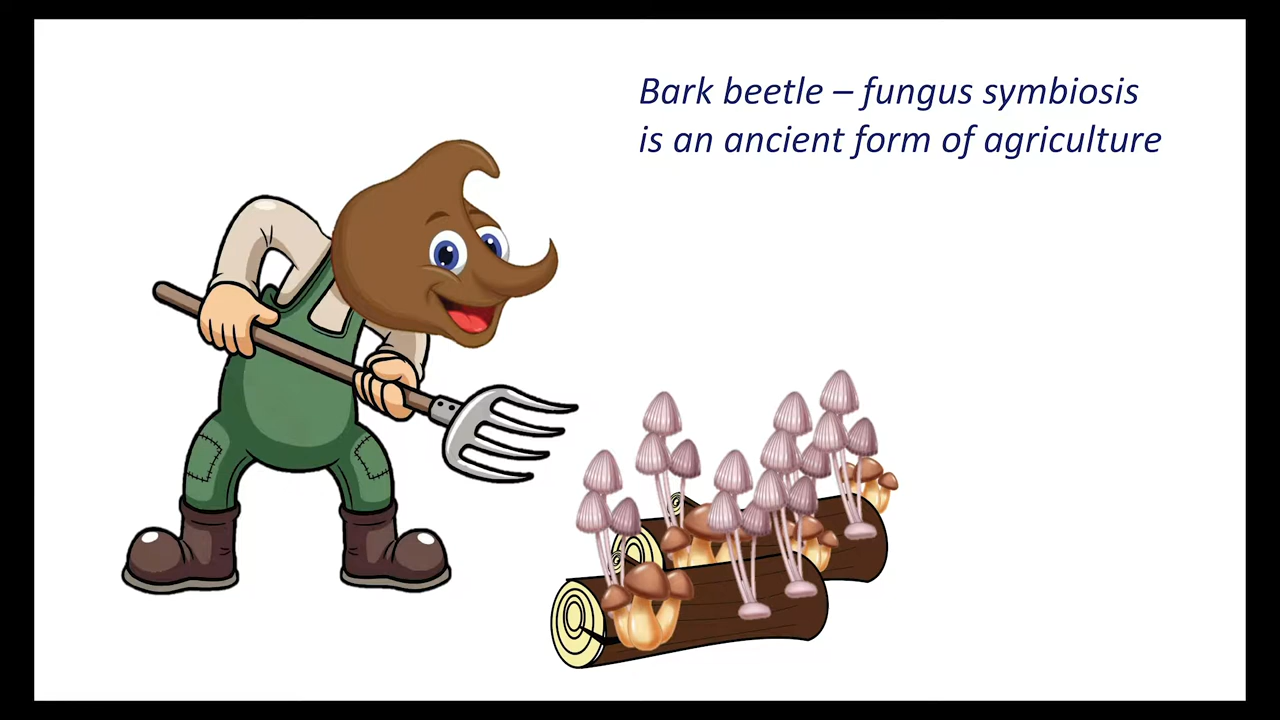 Bark beetle – fungus symbiosis
is an ancient form of agriculture